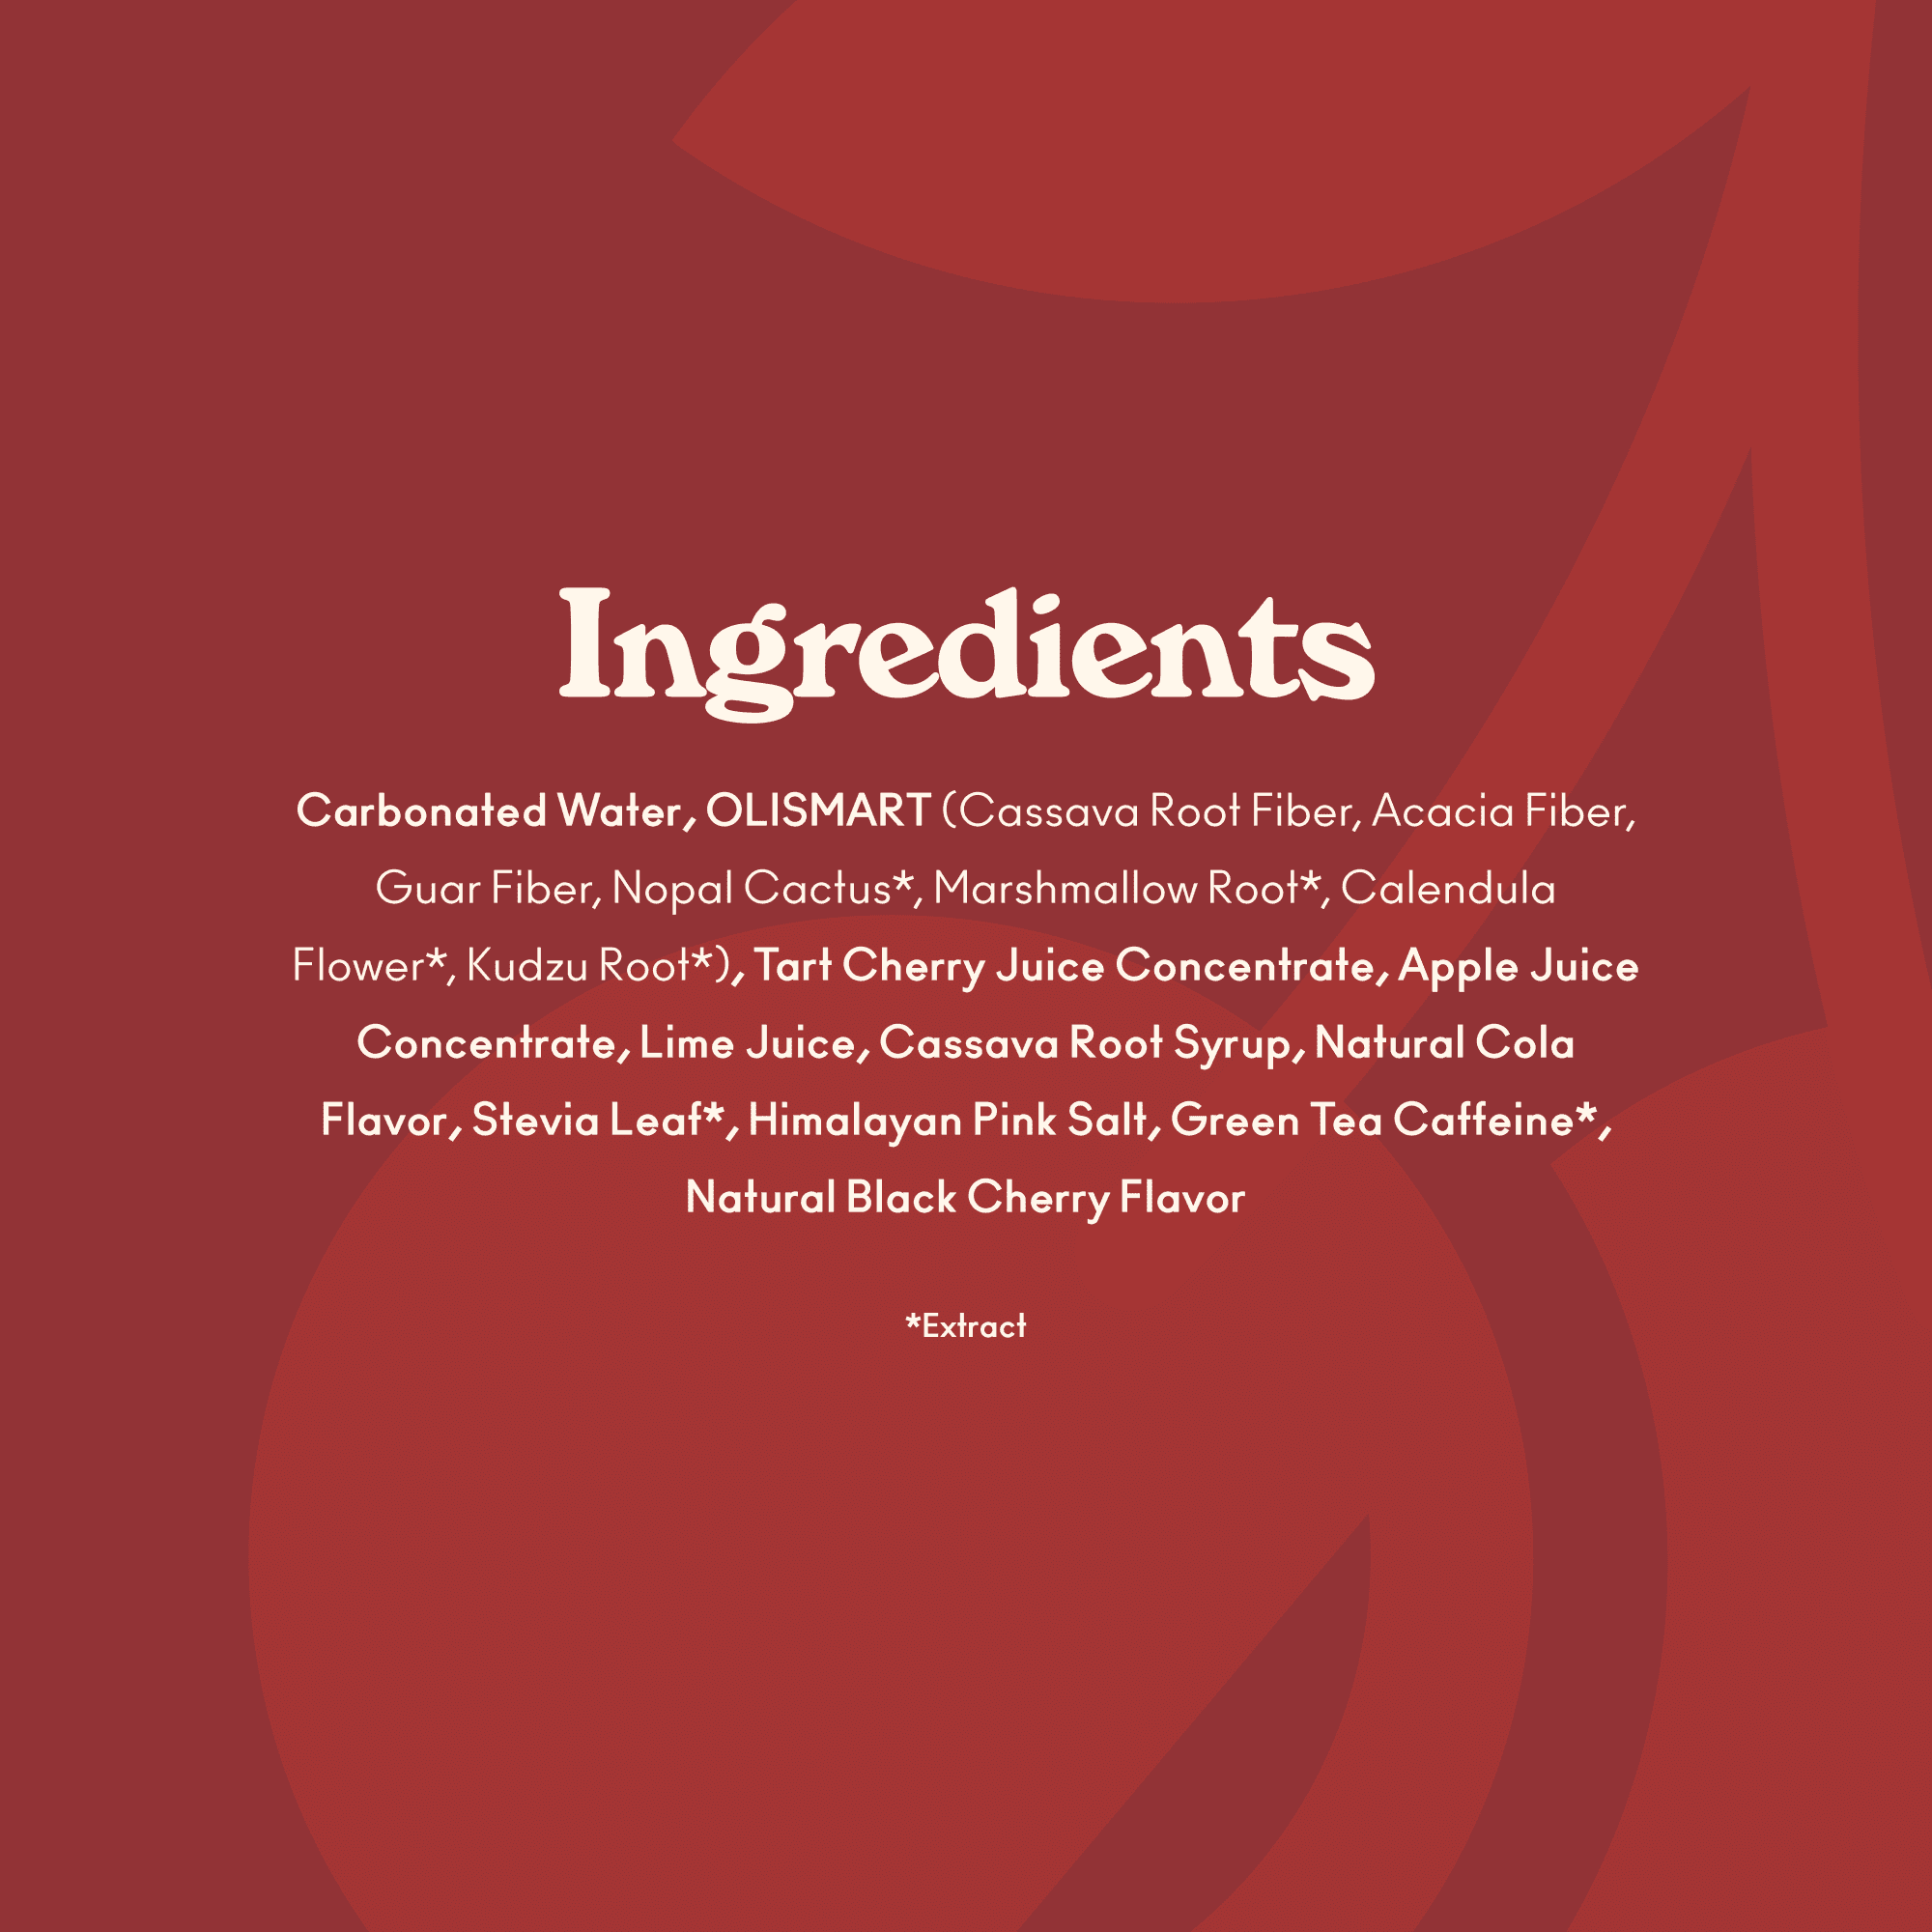 Ingredients
Carbonated Water, OLISMART (Cassava Root Fiber, Acacia Fiber,
Guar Fiber, Nopal Cactus*, Marshmallow Root*, Calendula
Flower*, Kudzu Root*), Tart Cherry Juice Concentrate, Apple Juice
Concentrate, Lime Juice, Cassava Root Syrup, Natural Cola
Flavor, Stevia Leaf*, Himalayan Pink Salt, Green Tea Caffeine*,
Natural Black Cherry Flavor
*Extract